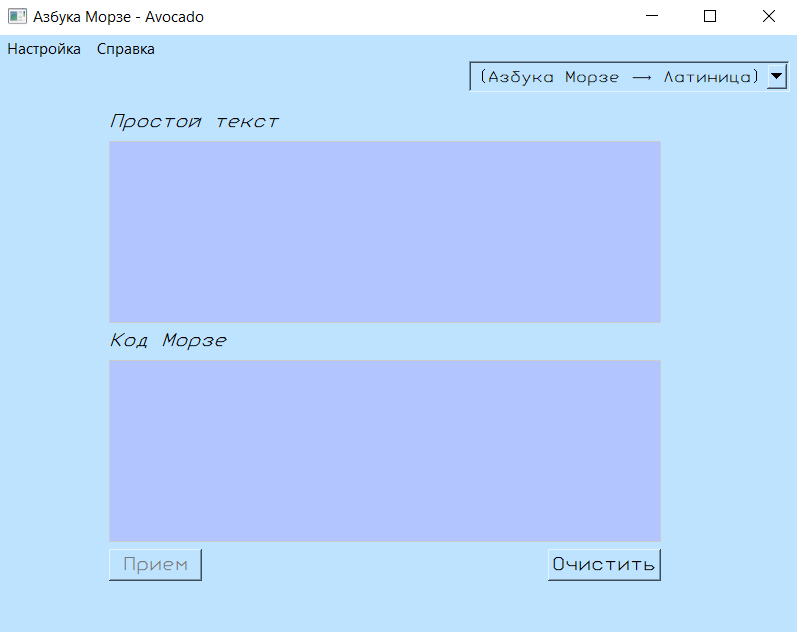 Азбука Морзе - Avocado
Настройка Справка
(Азбука Морзе → Латиница)
Простой текст
Код Морзе
Прием Очистить